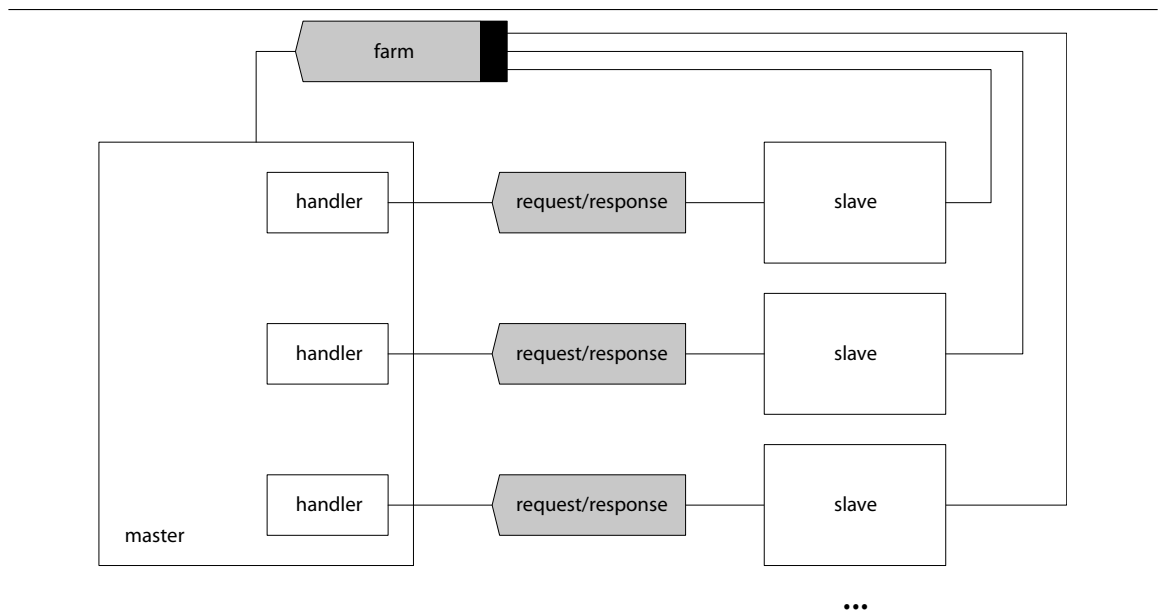 farm
handler
request/response
slave
handler
request/response
slave
handler
request/response
slave
master
...